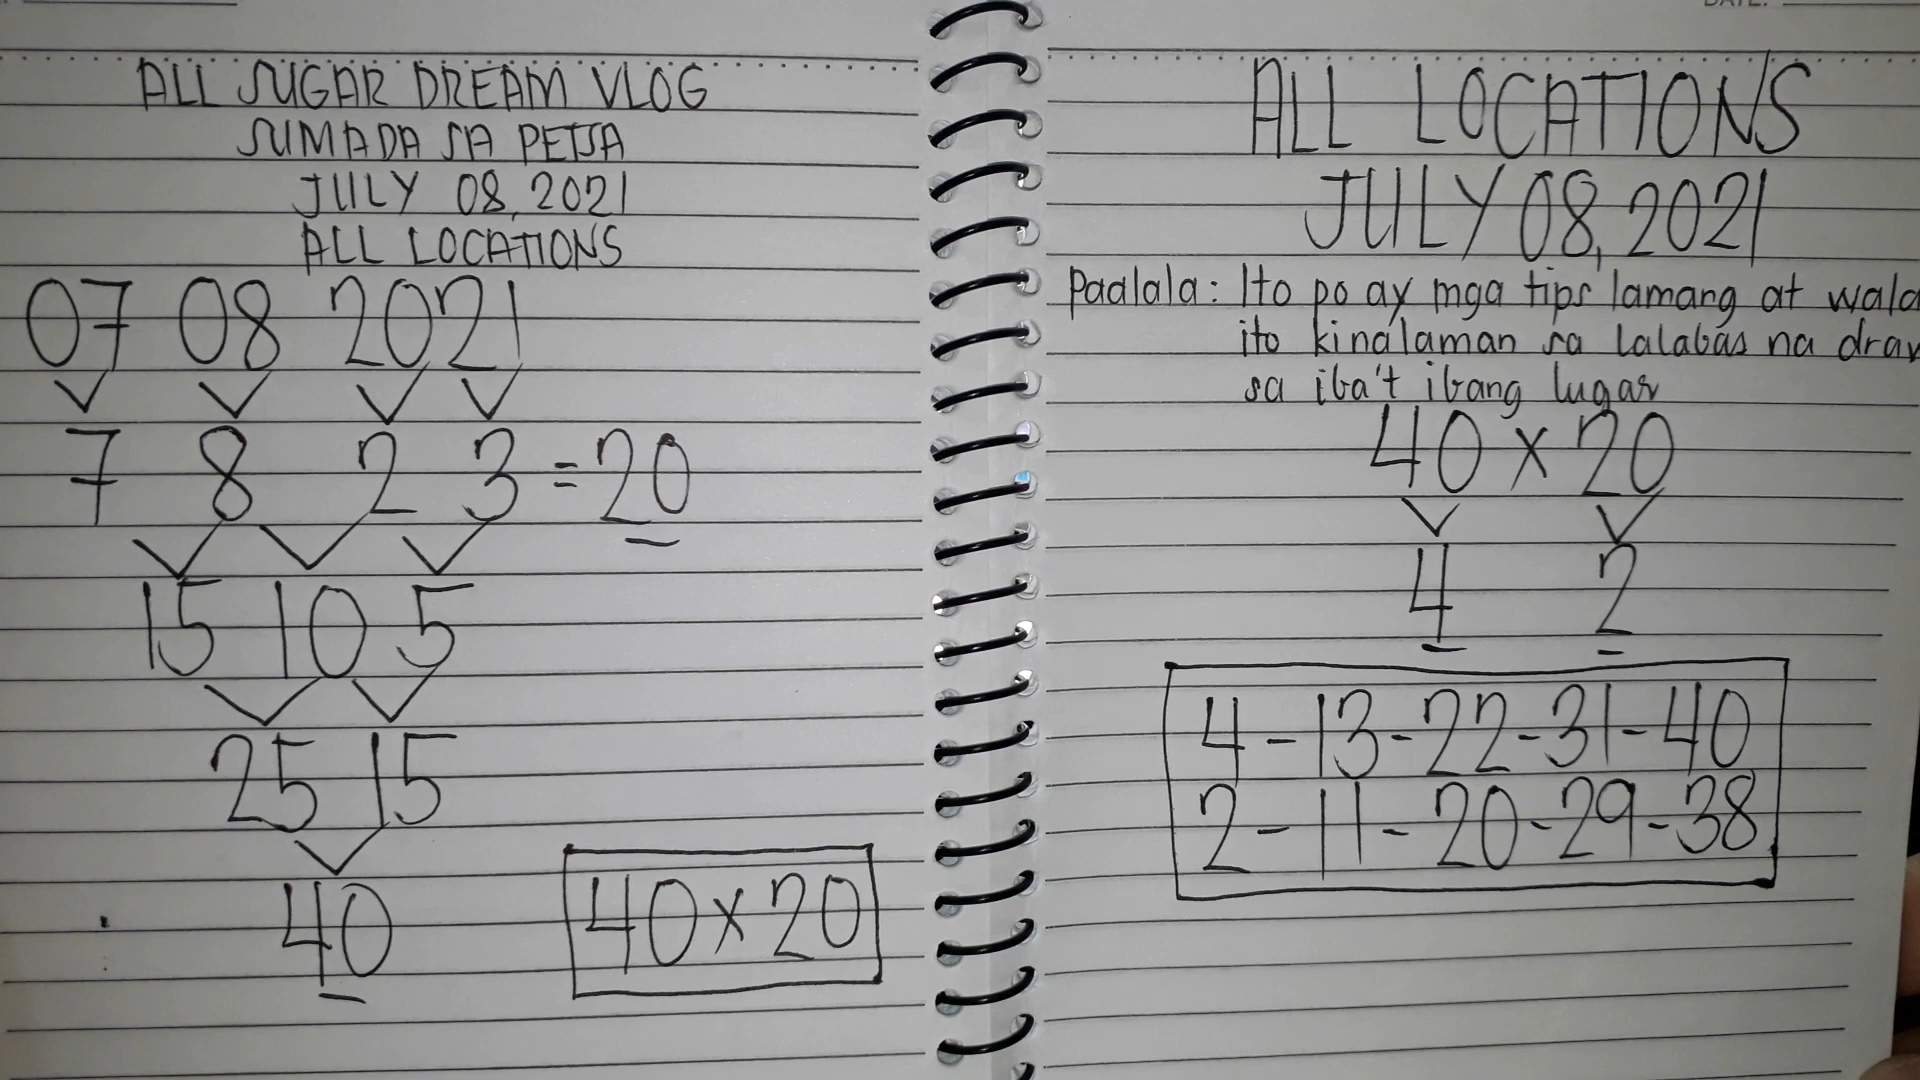 ALL SUGAR DREAM VLOG
SUMADA SA PETSA
JULY 08, 2021
ALL LOCATIONS
07 08 2021
7 8 2 3 = 20
15 10 5
25 15
40
40 x 20
DATE:
ALL LOCATIONS
JULY 08, 2021
Paalala: Ito po ay mga tips lamang at wala
ito kinalaman sa lalabas na draw
sa iba't ibang lugar
40 x 20
4 2
4-13-22-31-40
2-11-20-29-38